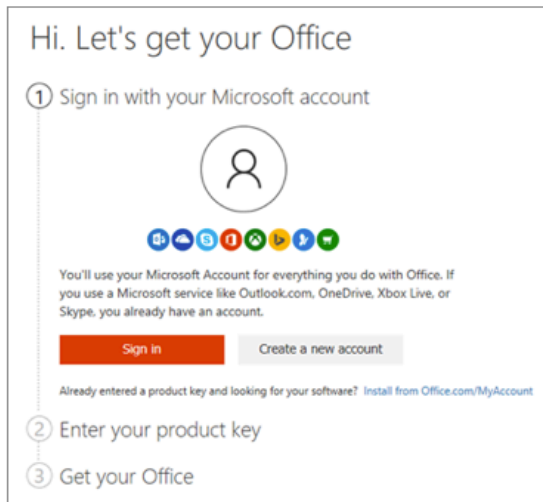 Hi. Let's get your Office
1 Sign in with your Microsoft account
You'll use your Microsoft Account for everything you do with Office. If
you use a Microsoft service like Outlook.com, OneDrive, Xbox Live, or
Skype, you already have an account.
Sign in Create a new account
Already entered a product key and looking for your software? Install from Office.com/MyAccount
2 Enter your product key
3 Get your Office